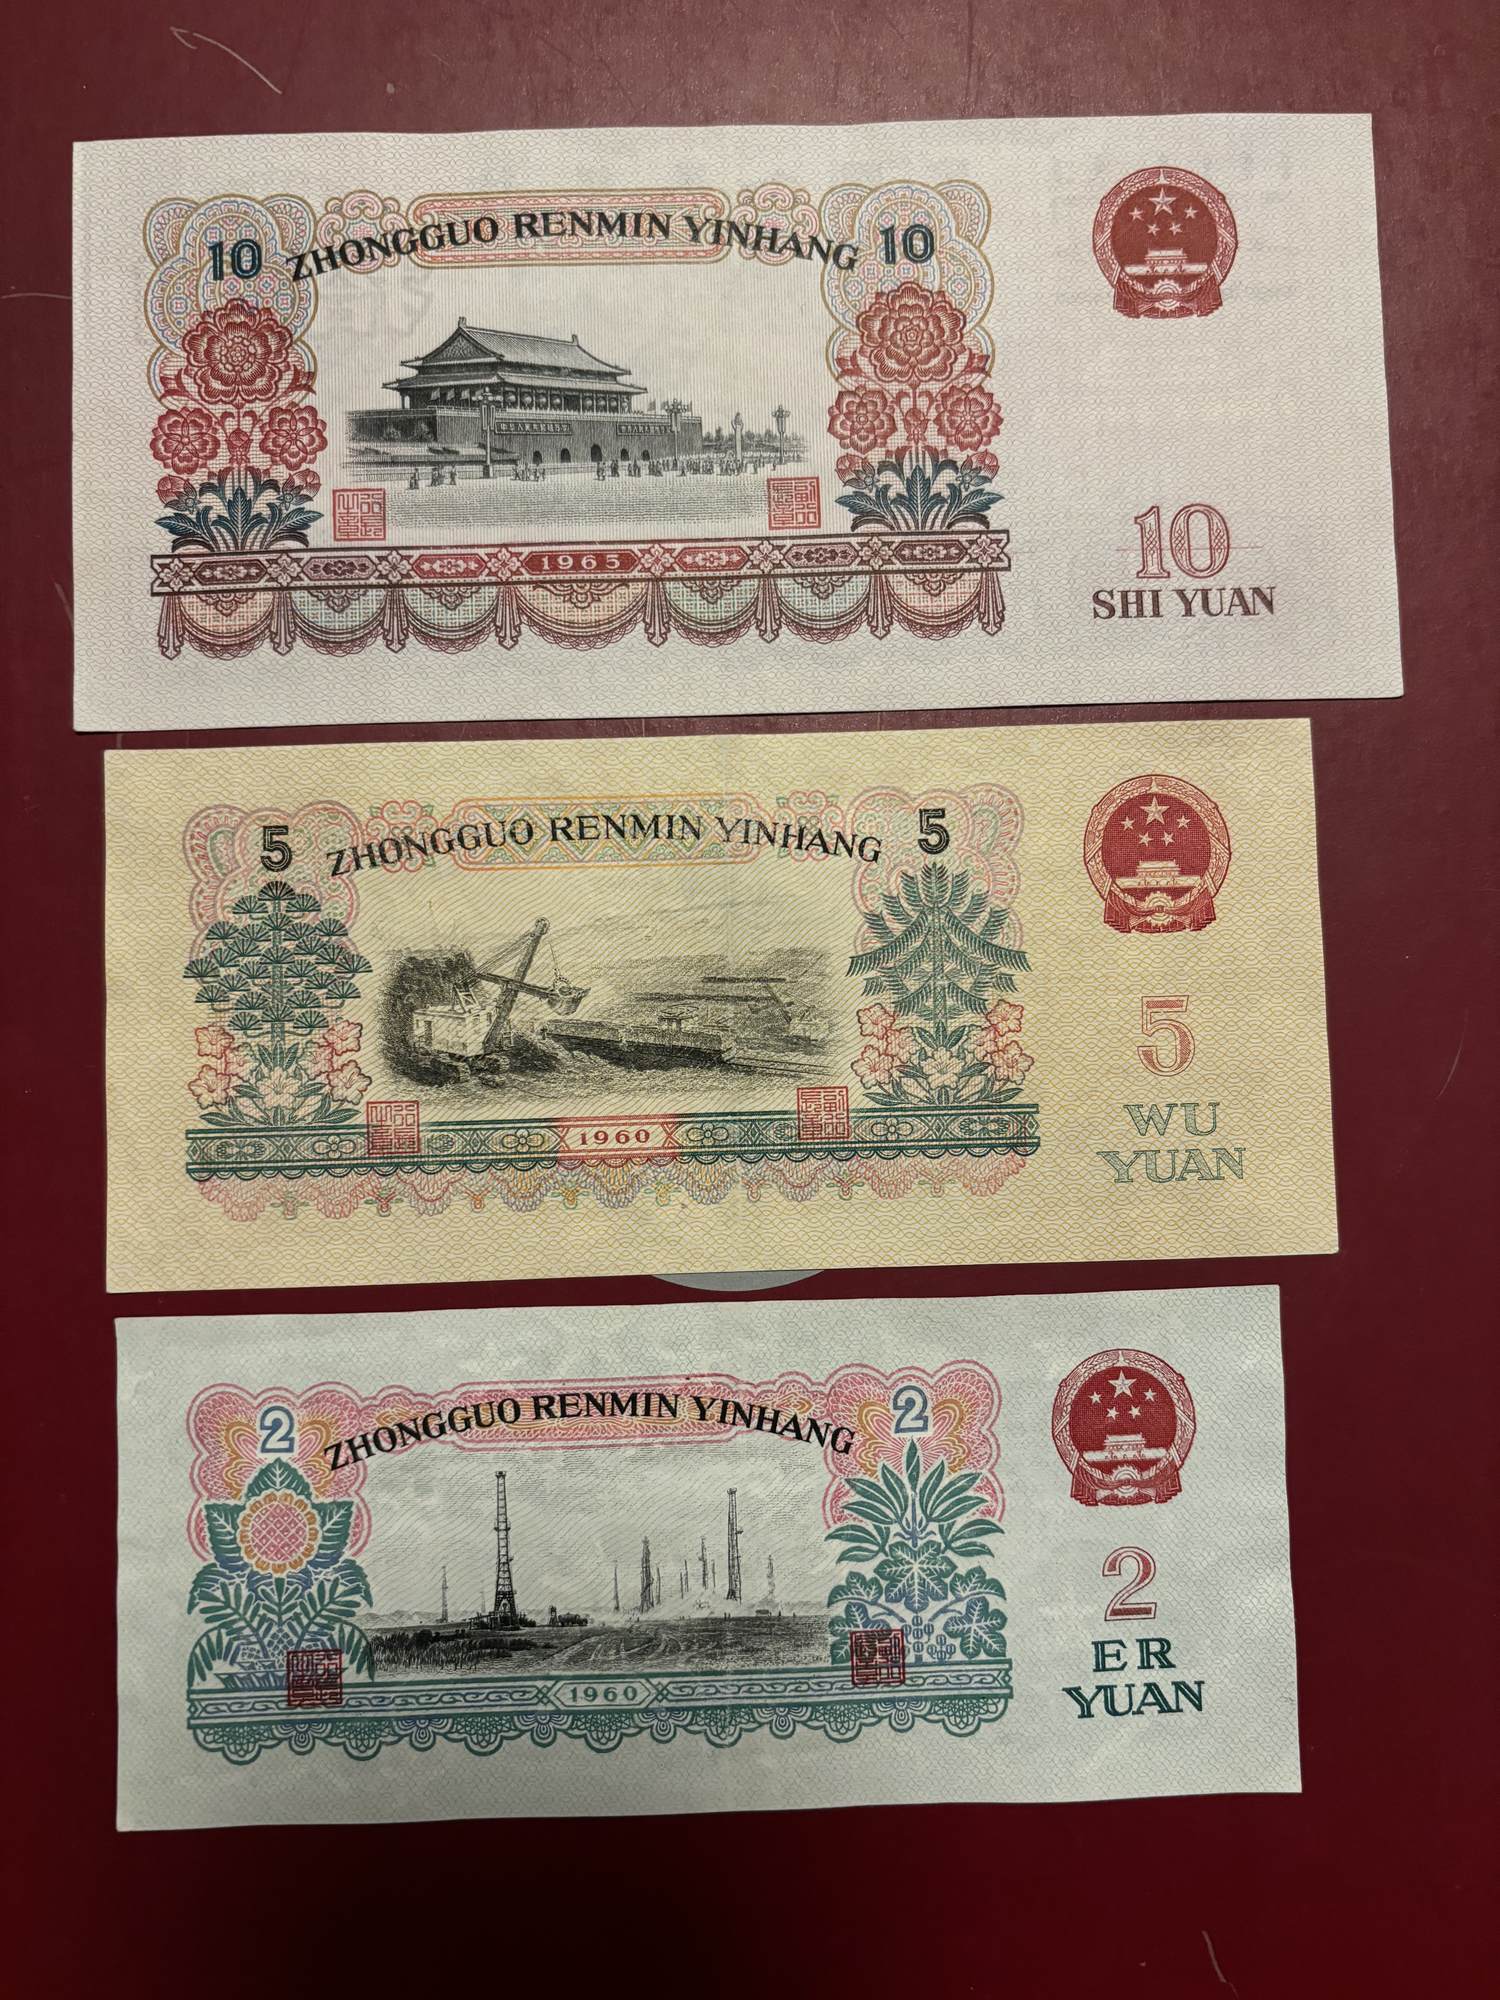 10 ZHONGGUO RENMIN YINHANG 10
1965
10
SHI YUAN
5 ZHONGGUO RENMIN YINHANG 5
1960
5
WU
YUAN
2 ZHONGGUO RENMIN YINHANG 2
1960
2
ER
YUAN